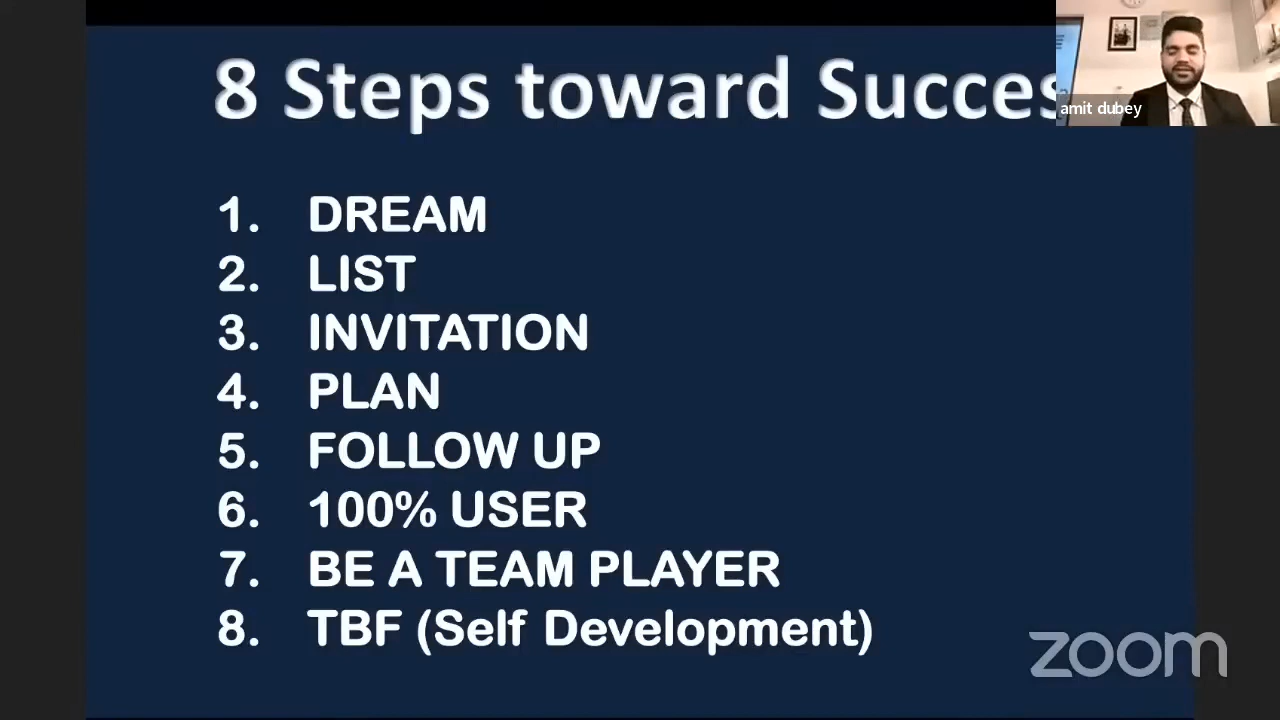 8 Steps toward Succes
amit dubey
1. DREAM
2. LIST
3. INVITATION
4. PLAN
5. FOLLOW UP
6. 100% USER
7. BE A TEAM PLAYER
8. TBF (Self Development)
zoom